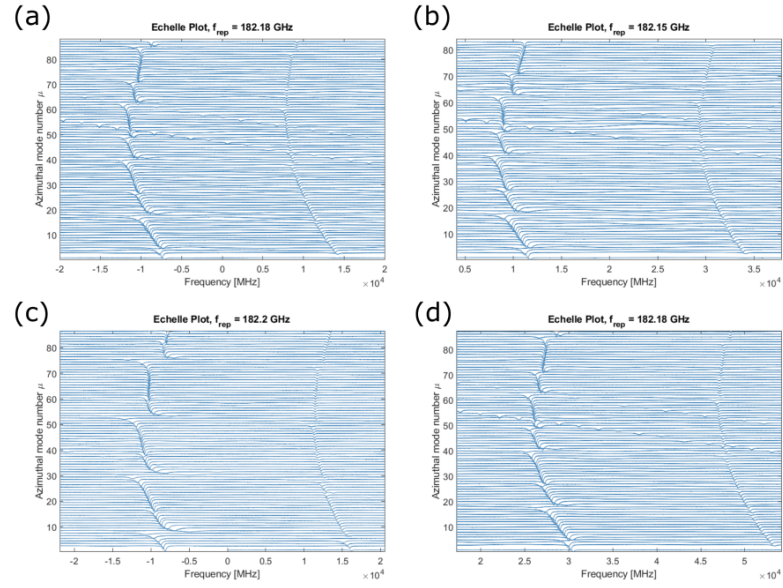 (a)
Echelle Plot, f_rep = 182.18 GHz
Azimuthal mode number μ
80
70
60
50
40
30
20
10
-2 -1.5 -1 -0.5 0 0.5 1 1.5 2
Frequency [MHz]
×10^4
(b)
Echelle Plot, f_rep = 182.15 GHz
Azimuthal mode number μ
80
70
60
50
40
30
20
10
0.5 1 1.5 2 2.5 3 3.5
Frequency [MHz]
×10^4
(c)
Echelle Plot, f_rep = 182.2 GHz
Azimuthal mode number μ
80
70
60
50
40
30
20
10
-2 -1.5 -1 -0.5 0 0.5 1 1.5 2
Frequency [MHz]
×10^4
(d)
Echelle Plot, f_rep = 182.18 GHz
Azimuthal mode number μ
80
70
60
50
40
30
20
10
2 2.5 3 3.5 4 4.5 5
Frequency [MHz]
×10^4